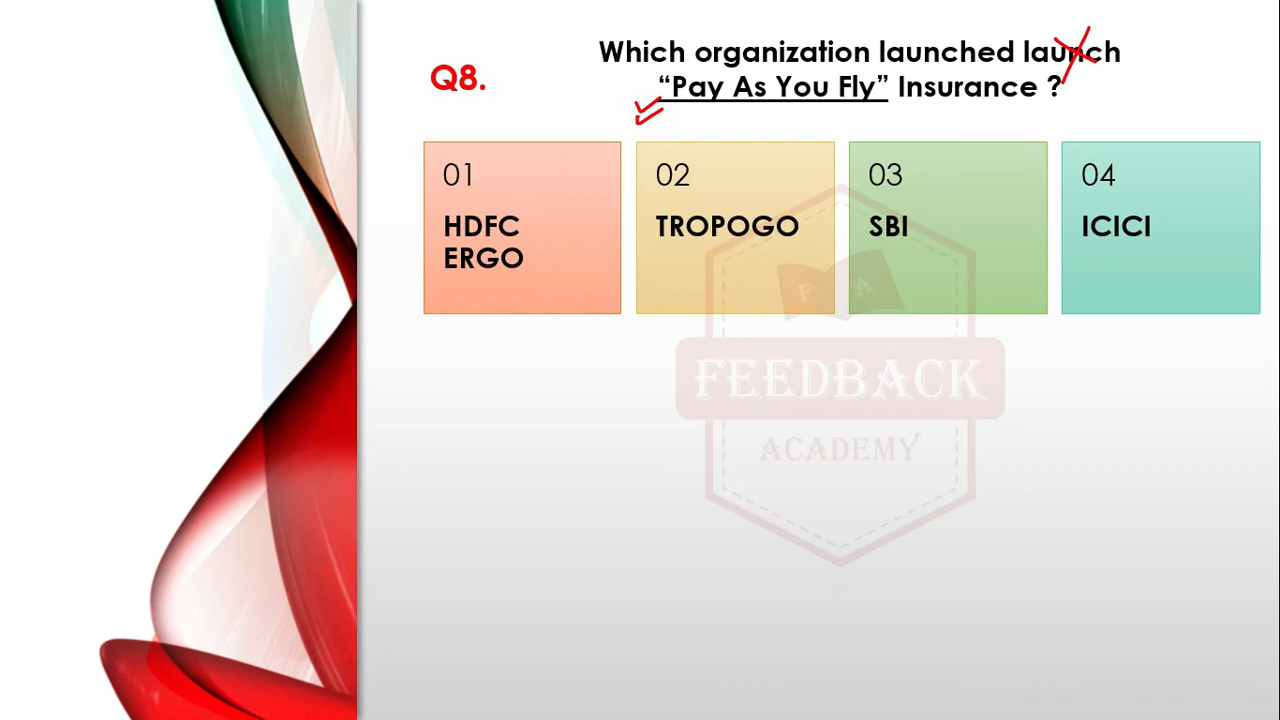 Which organization launched launch
Q8.
“Pay As You Fly” Insurance ?
01
HDFC
ERGO
02
TROPOGO
03
SBI
04
ICICI
F A
FEEDBACK
ACADEMY